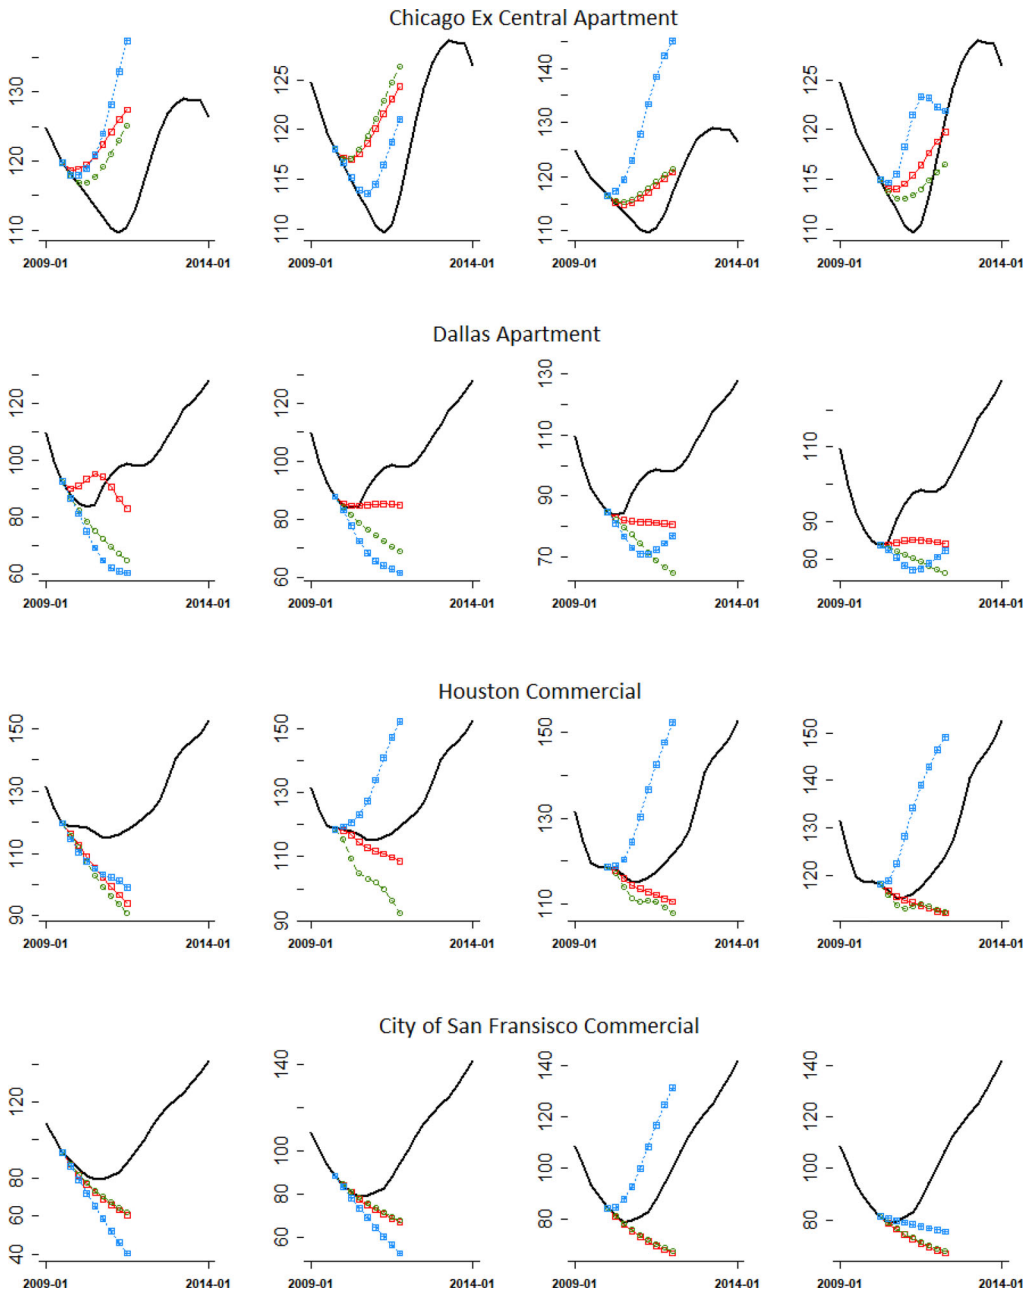 Chicago Ex Central Apartment
110 120 130
2009-01 2014-01
110 115 120 125
2009-01 2014-01
110 120 130 140
2009-01 2014-01
110 115 120 125
2009-01 2014-01
Dallas Apartment
60 80 100 120
2009-01 2014-01
60 80 100 120
2009-01 2014-01
70 90 110 130
2009-01 2014-01
80 90 110
2009-01 2014-01
Houston Commercial
90 110 130 150
2009-01 2014-01
90 110 130 150
2009-01 2014-01
110 130 150
2009-01 2014-01
120 130 140 150
2009-01 2014-01
City of San Fransisco Commercial
40 60 80 120
2009-01 2014-01
60 80 100 140
2009-01 2014-01
80 100 120 140
2009-01 2014-01
80 100 120 140
2009-01 2014-01